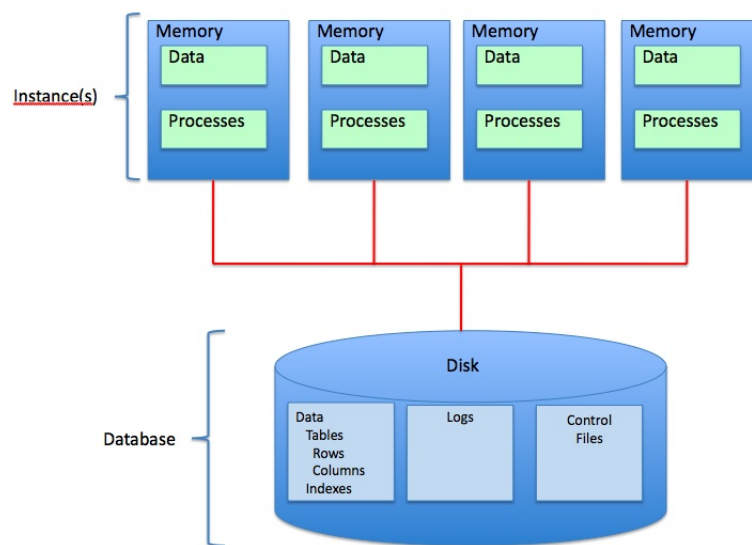 Memory
Memory
Memory
Memory
Data
Data
Data
Data
Instance(s)
Processes
Processes
Processes
Processes
Disk
Database
Data
Tables
Rows
Columns
Indexes
Logs
Control
Files